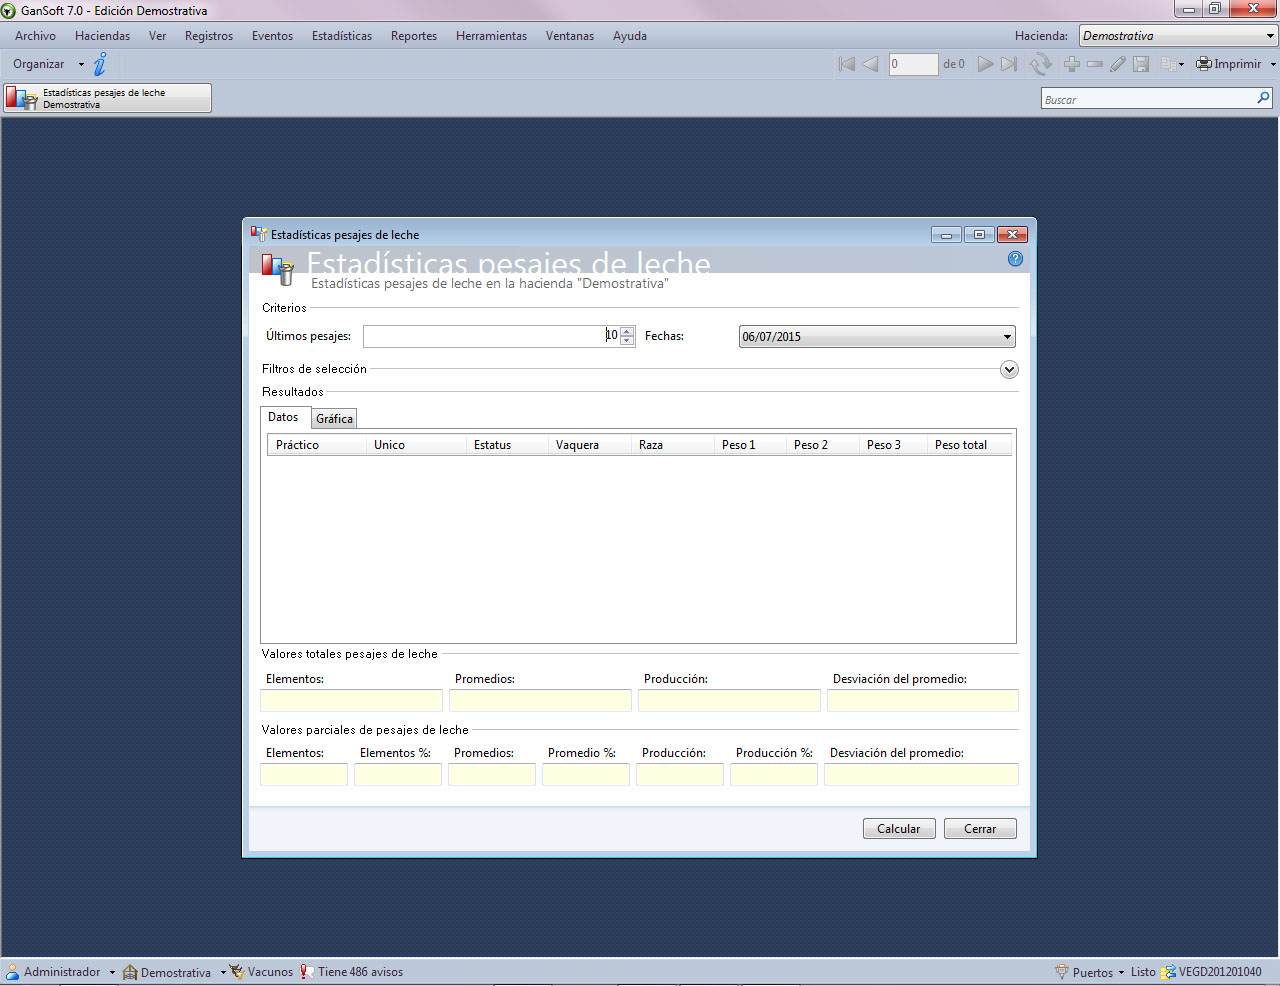 GanSoft 7.0 - Edición Demostrativa
Archivo Haciendas Ver Registros Eventos Estadísticas Reportes Herramientas Ventanas Ayuda Hacienda: Demostrativa
Organizar 0 de 0 Imprimir
Estadísticas pesajes de leche
Demostrativa
Buscar
Estadísticas pesajes de leche
Estadísticas pesajes de leche
Estadísticas pesajes de leche en la hacienda "Demostrativa"
Criterios
Últimos pesajes: 10 Fechas: 06/07/2015
Filtros de selección
Resultados
Datos Gráfica
Práctico Unico Estatus Vaquera Raza Peso 1 Peso 2 Peso 3 Peso total
Valores totales pesajes de leche
Elementos: Promedios: Producción: Desviación del promedio:
Valores parciales de pesajes de leche
Elementos: Elementos %: Promedios: Promedio %: Producción: Producción %: Desviación del promedio:
Calcular Cerrar
Administrador Demostrativa Vacunos Tiene 486 avisos Puertos Listo VEGD201201040